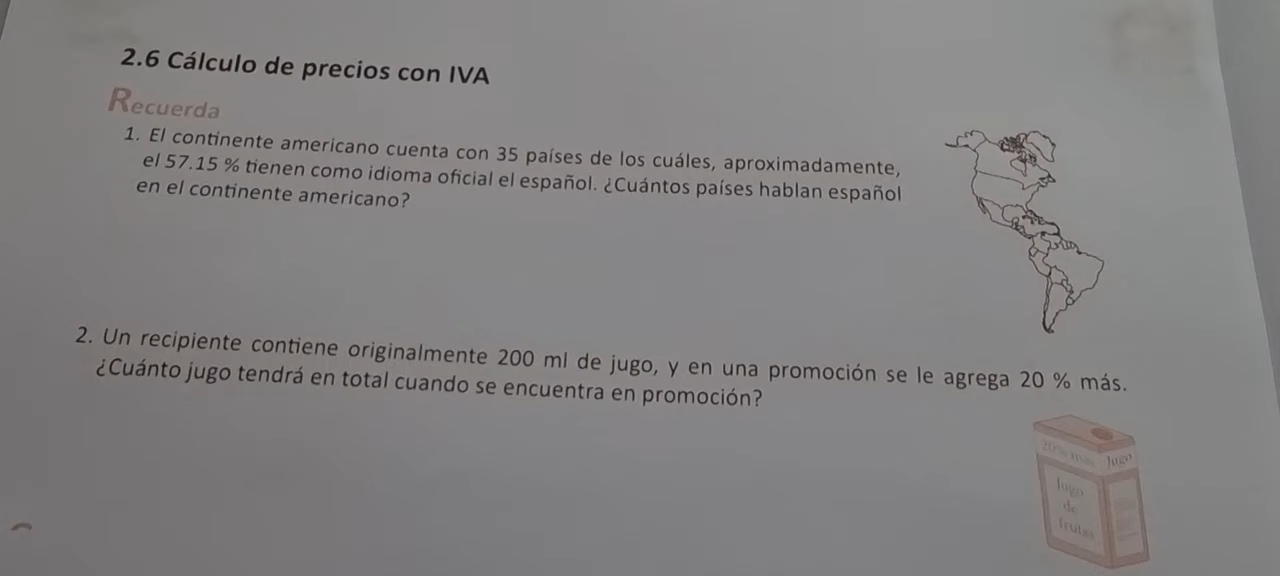 2.6 Cálculo de precios con IVA
Recuerda
1. El continente americano cuenta con 35 países de los cuáles, aproximadamente,
el 57.15 % tienen como idioma oficial el español. ¿Cuántos países hablan español
en el continente americano?
2. Un recipiente contiene originalmente 200 ml de jugo, y en una promoción se le agrega 20 % más.
¿Cuánto jugo tendrá en total cuando se encuentra en promoción?
20% más
Jugo
Jugo
de
frutas